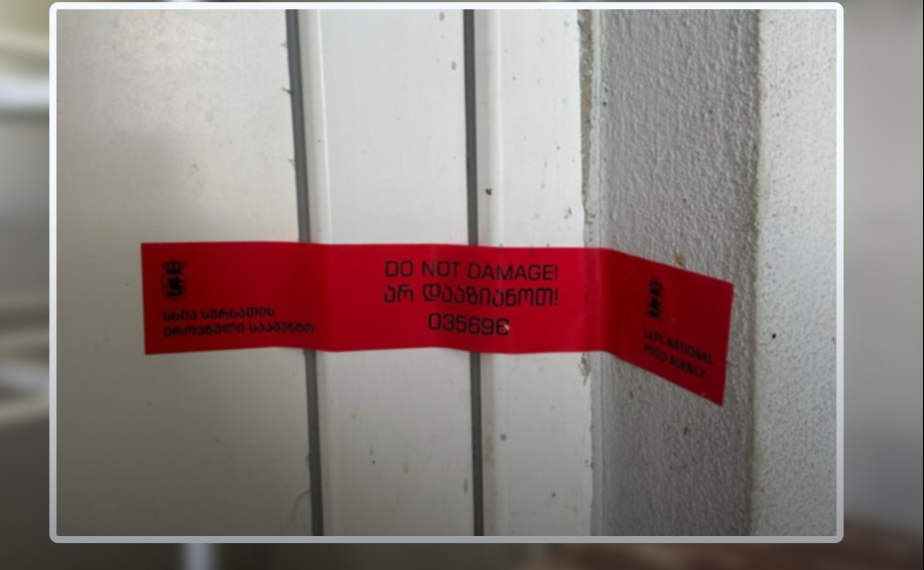 სსიპ სურსათის
ეროვნული სააგენტო
DO NOT DAMAGE!
არ დააზიანოთ!
035696
LEPL NATIONAL
FOOD AGENCY